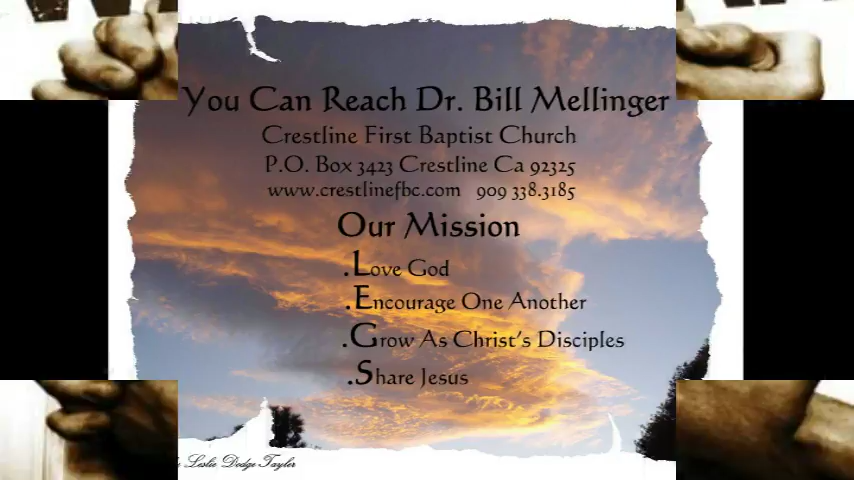 You Can Reach Dr. Bill Mellinger
Crestline First Baptist Church
P.O. Box 3423 Crestline Ca 92325
www.crestlinefbc.com 909 338.3185
Our Mission
.Love God
.Encourage One Another
.Grow As Christ's Disciples
.Share Jesus
Leslie Dodge Taylor